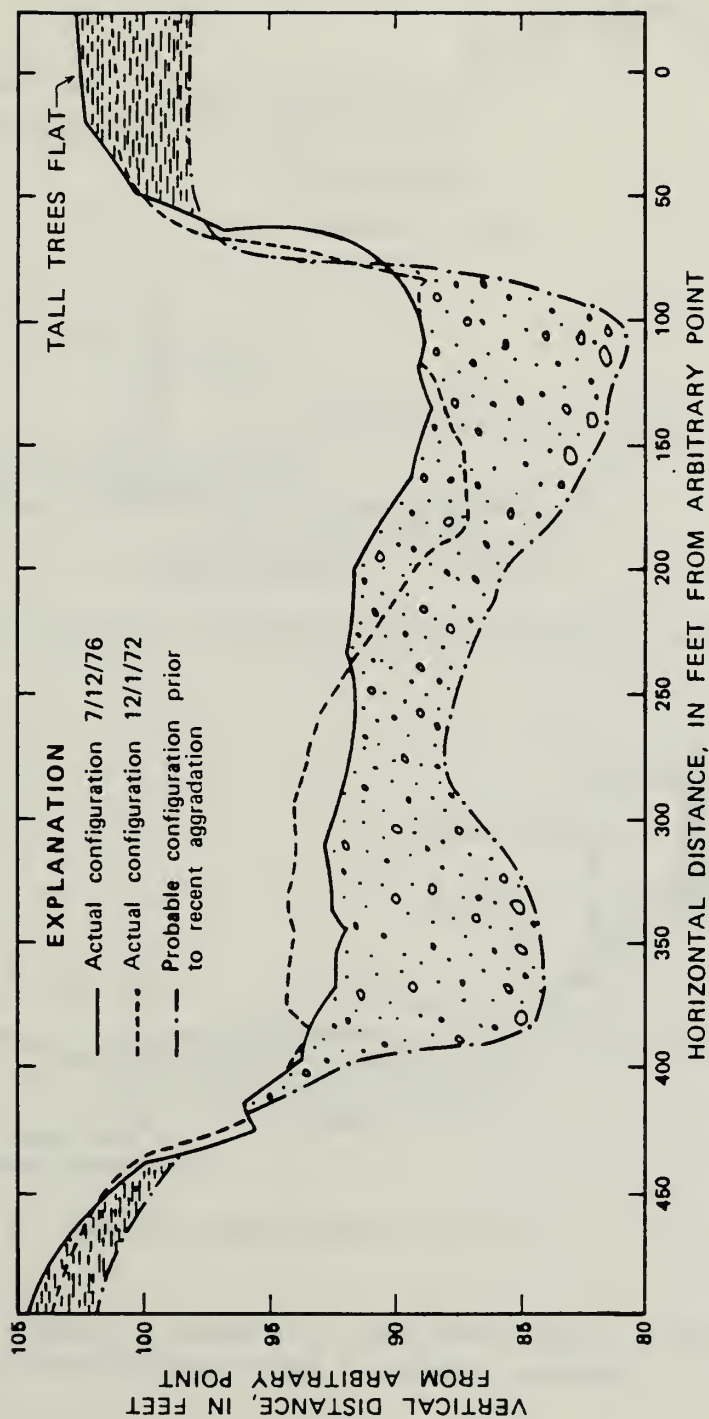 TALL TREES FLAT
EXPLANATION
Actual configuration 7/12/76
Actual configuration 12/1/72
Probable configuration prior
to recent aggradation
105
100
95
90
85
80
VERTICAL DISTANCE, IN FEET
FROM ARBITRARY POINT
450 400 350 300 250 200 150 100 50 0
HORIZONTAL DISTANCE, IN FEET FROM ARBITRARY POINT